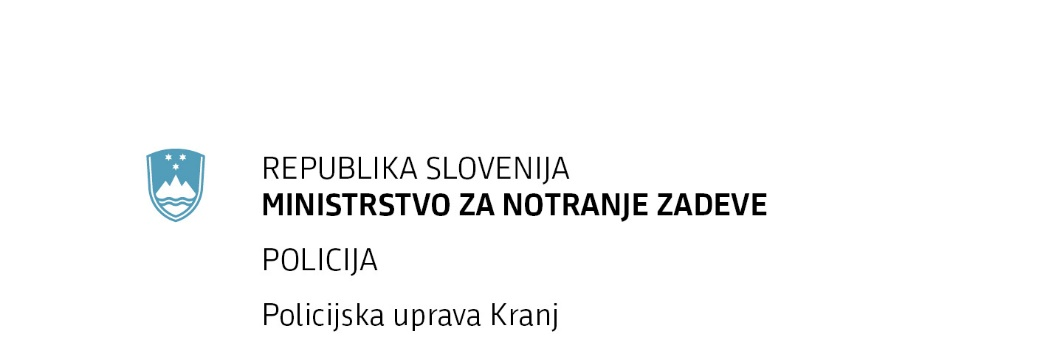 REPUBLIKA SLOVENIJA
MINISTRSTVO ZA NOTRANJE ZADEVE
POLICIJA
Policijska uprava Kranj